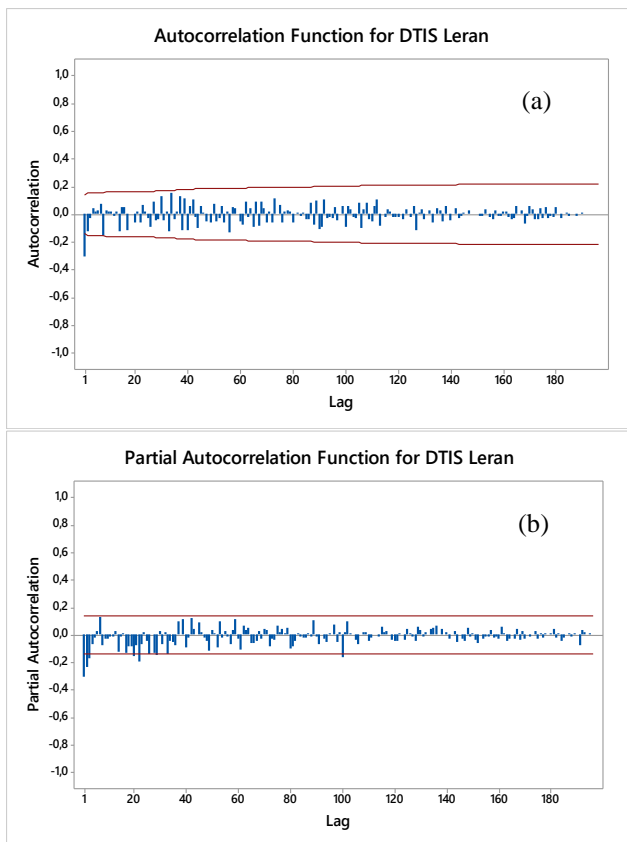 Autocorrelation Function for DTIS Leran
(a)
1,0
0,8
0,6
0,4
0,2
0,0
-0,2
-0,4
-0,6
-0,8
-1,0
Autocorrelation
1 20 40 60 80 100 120 140 160 180
Lag
Partial Autocorrelation Function for DTIS Leran
(b)
1,0
0,8
0,6
0,4
0,2
0,0
-0,2
-0,4
-0,6
-0,8
-1,0
Partial Autocorrelation
1 20 40 60 80 100 120 140 160 180
Lag